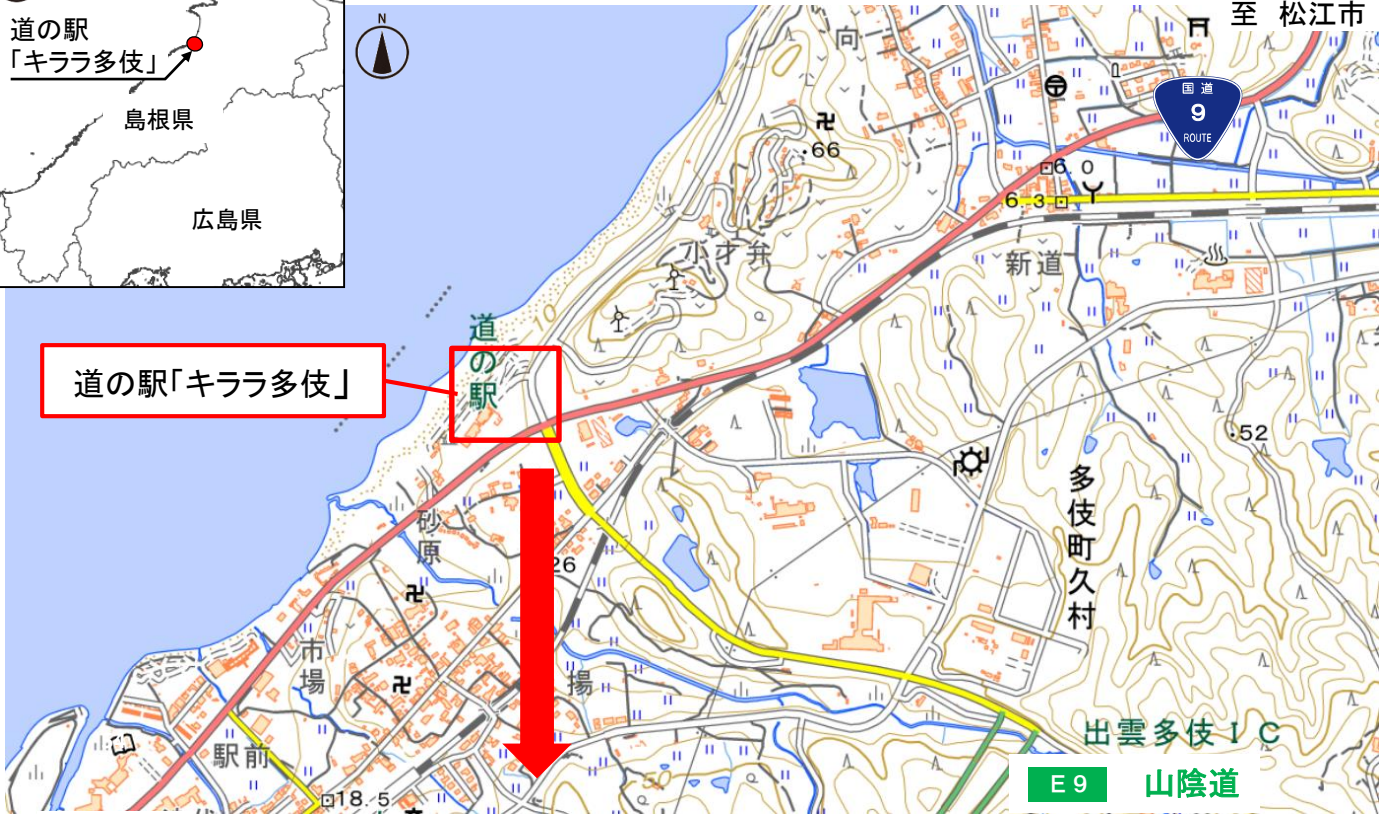 道の駅
「キララ多伎」
島根県
広島県
N
至 松江市
向
国道
9
ROUTE
66
6.0
6.3
小才弁
新道
10
道の駅
道の駅「キララ多伎」
52
多伎町久村
砂原
26
市場
揚
駅前
出雲多伎IC
50
E9 山陰道
18.5